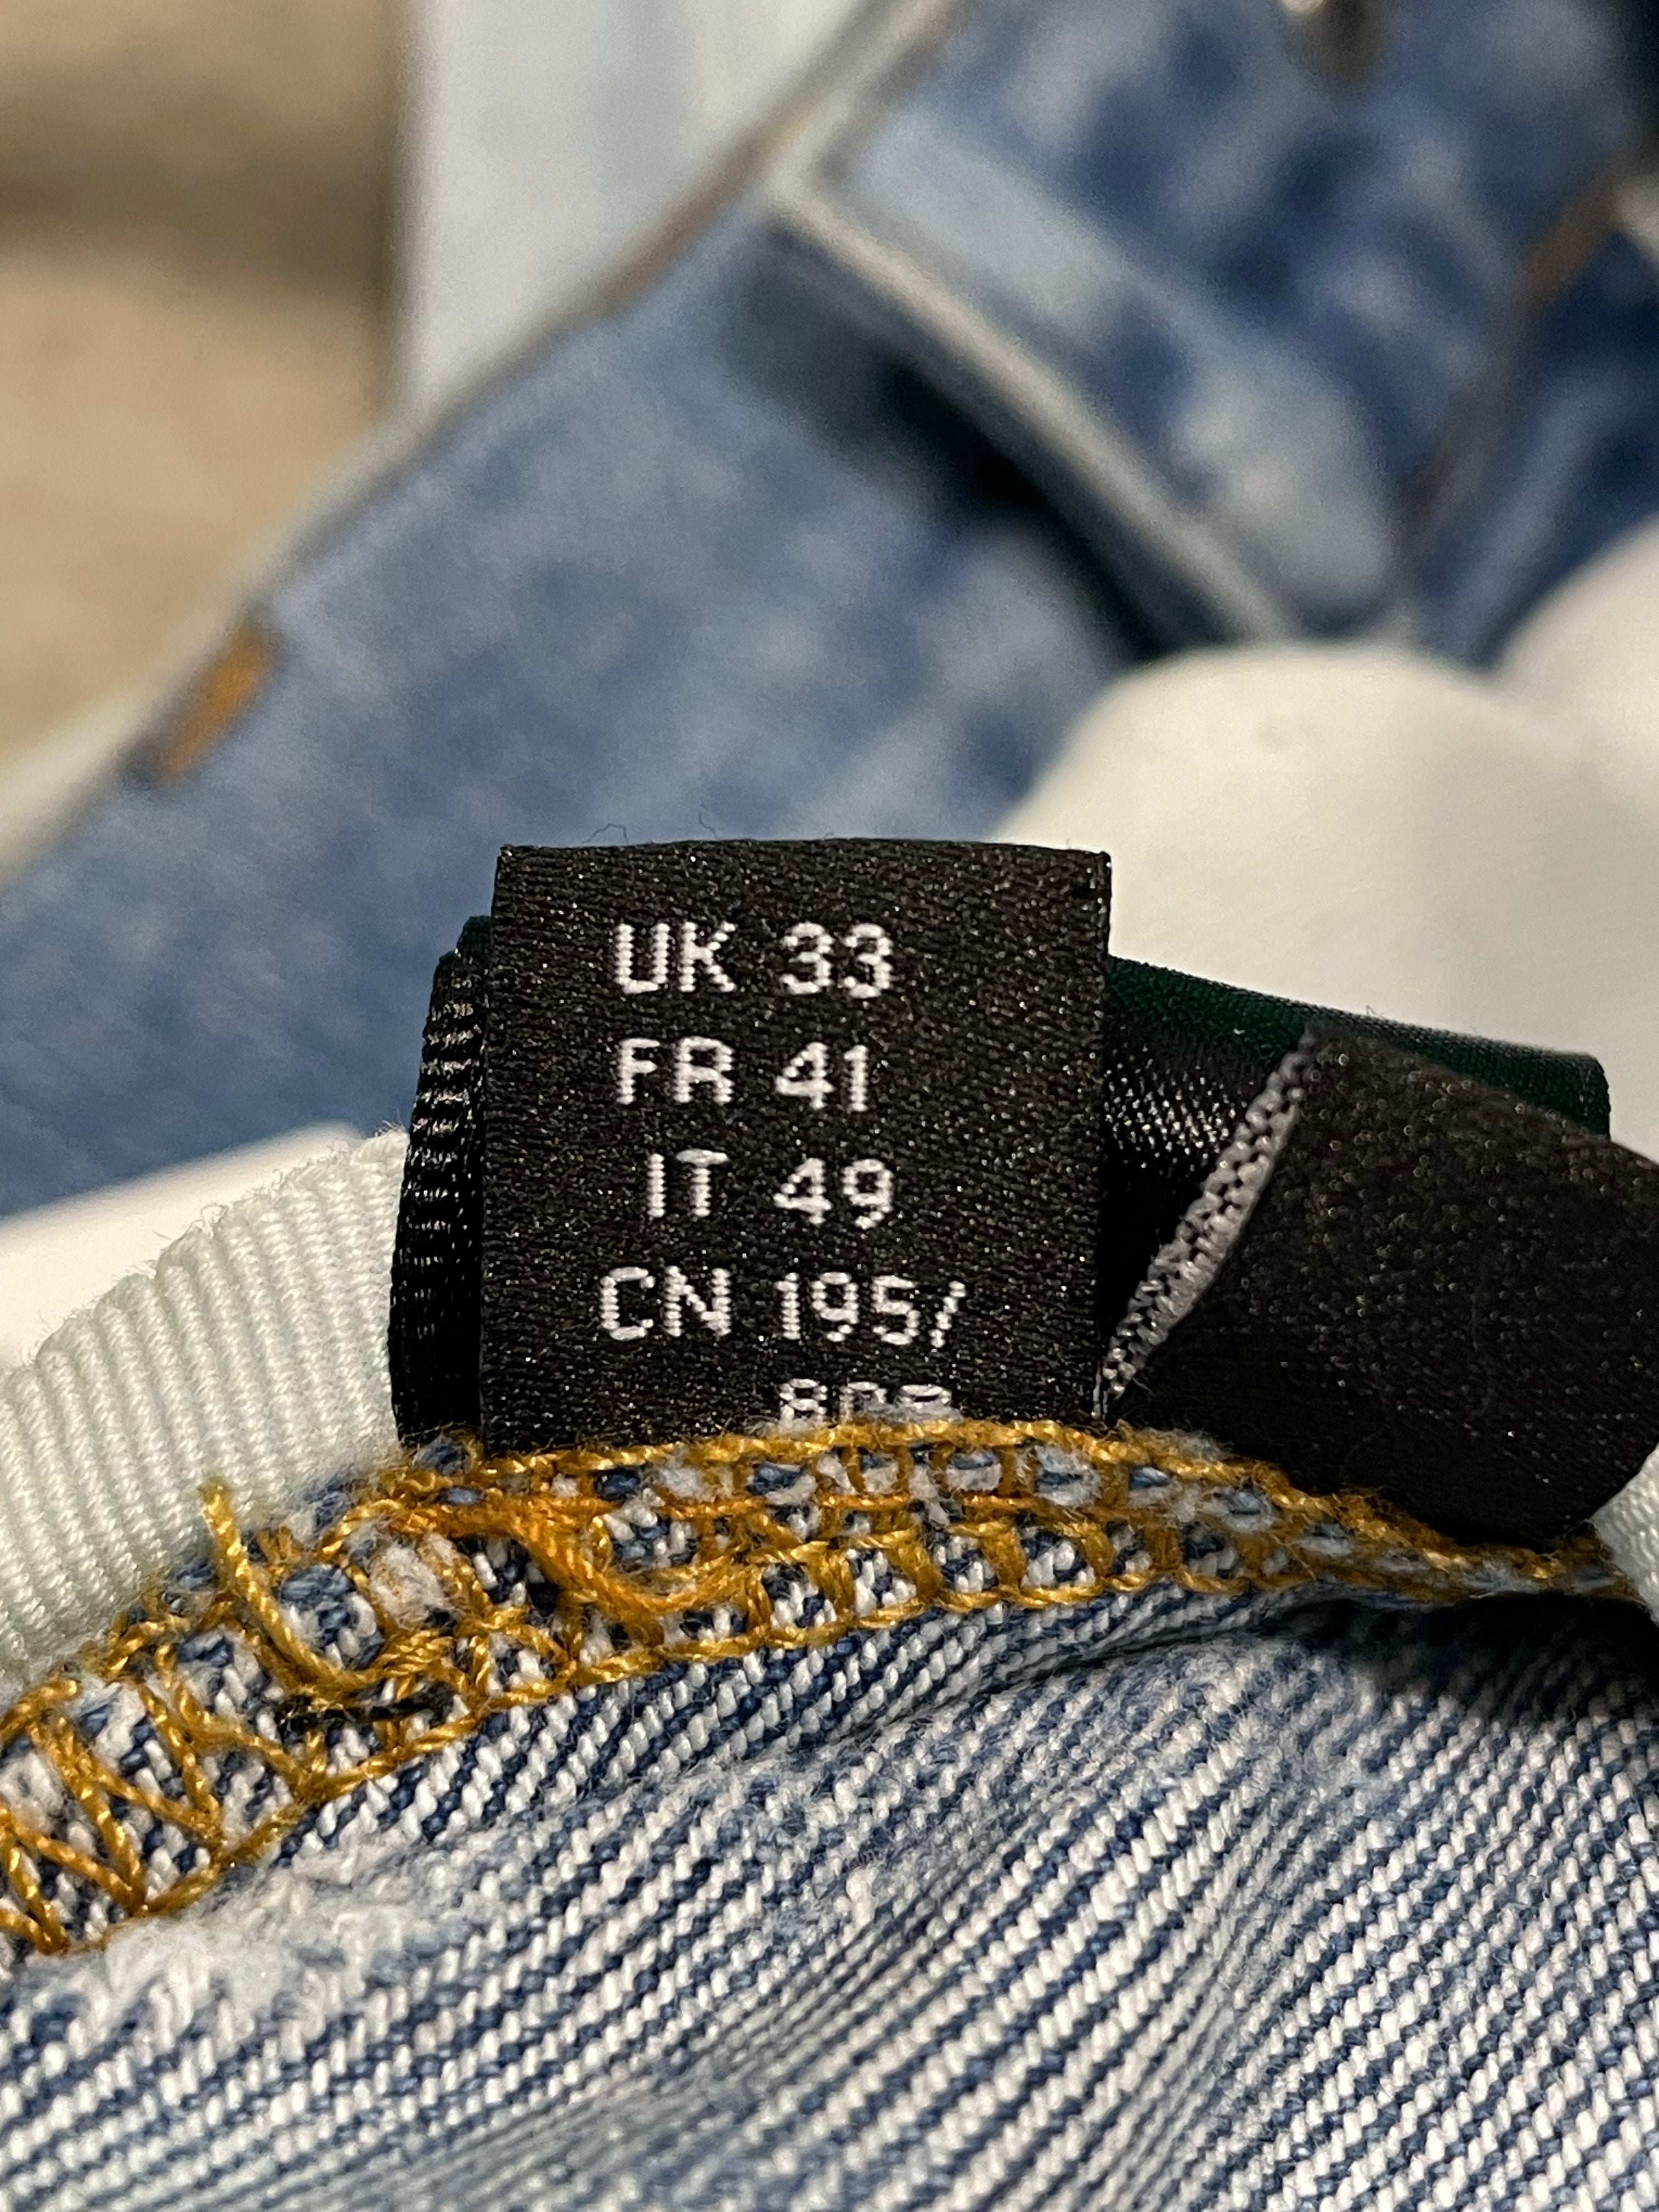 UK 33
FR 41
IT 49
CN 195/